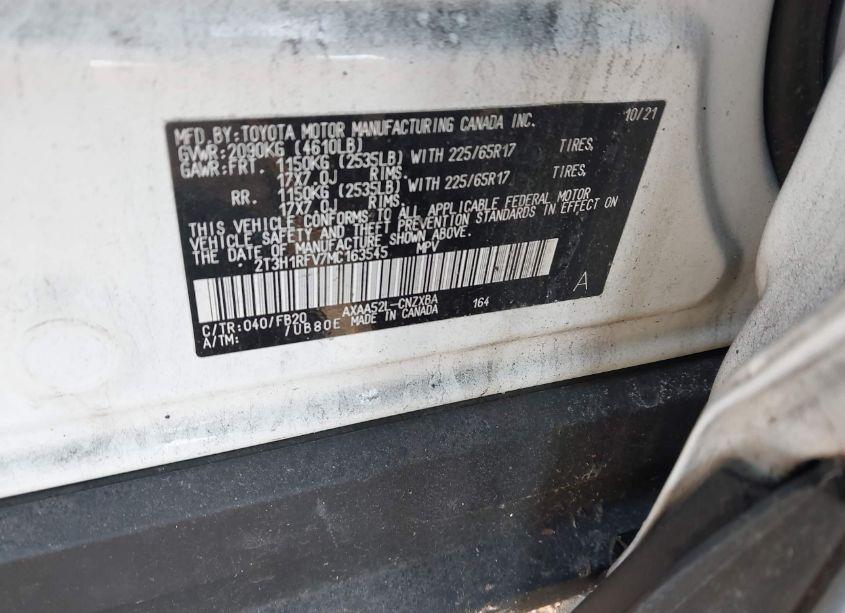 MFD. BY: TOYOTA MOTOR MANUFACTURING CANADA INC. 10/21
GVWR: 2090KG (4610LB)
GAWR: FRT. 1150KG (2535LB) WITH 225/65R17 TIRES,
17X7.0J RIMS.
RR. 1150KG (2535LB) WITH 225/65R17 TIRES,
17X7.0J RIMS.
THIS VEHICLE CONFORMS TO ALL APPLICABLE FEDERAL MOTOR
VEHICLE SAFETY AND THEFT PREVENTION STANDARDS IN EFFECT ON
THE DATE OF MANUFACTURE SHOWN ABOVE.
2T3H1RFV7MC163545 MPV
A
C/TR: 040/FB20 AXAA52L-CNZXBA 164
A/TM: /UB80E MADE IN CANADA